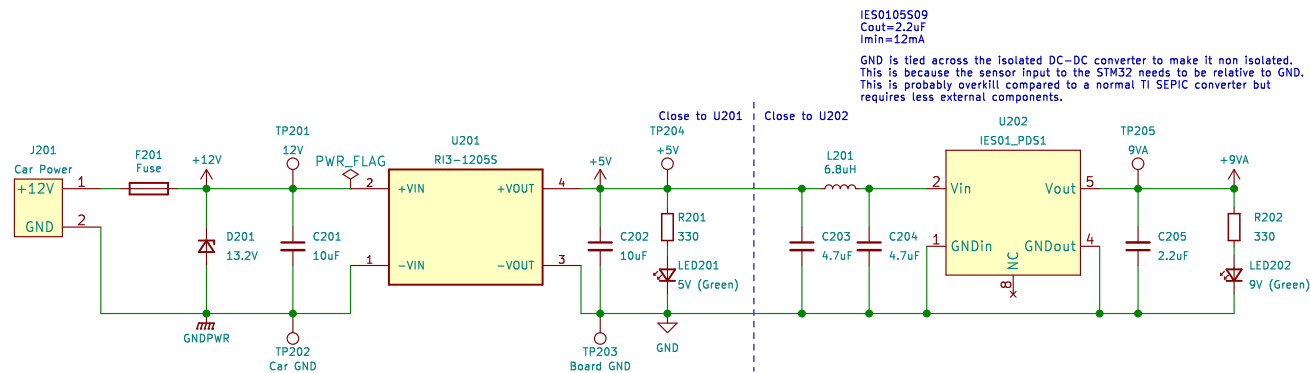 IES0105S09
Cout=2.2uF
Imin=12mA
GND is tied across the isolated DC-DC converter to make it non isolated.
This is because the sensor input to the STM32 needs to be relative to GND.
This is probably overkill compared to a normal TI SEPIC converter but
requires less external components.
Close to U201
Close to U202
J201
Car Power
+12V
GND
1
2
F201
Fuse
+12V
D201
13.2V
GNDPWR
TP201
12V
C201
10uF
TP202
Car GND
PWR_FLAG
U201
RI3-1205S
2
+VIN
1
-VIN
+VOUT
4
-VOUT
3
+5V
C202
10uF
TP203
Board GND
TP204
+5V
R201
330
LED201
5V (Green)
GND
L201
6.8uH
C203
4.7uF
C204
4.7uF
U202
IES01_PDS1
2
Vin
1
GNDin
Vout
5
GNDout
4
NC
8
TP205
9VA
C205
2.2uF
+9VA
R202
330
LED202
9V (Green)